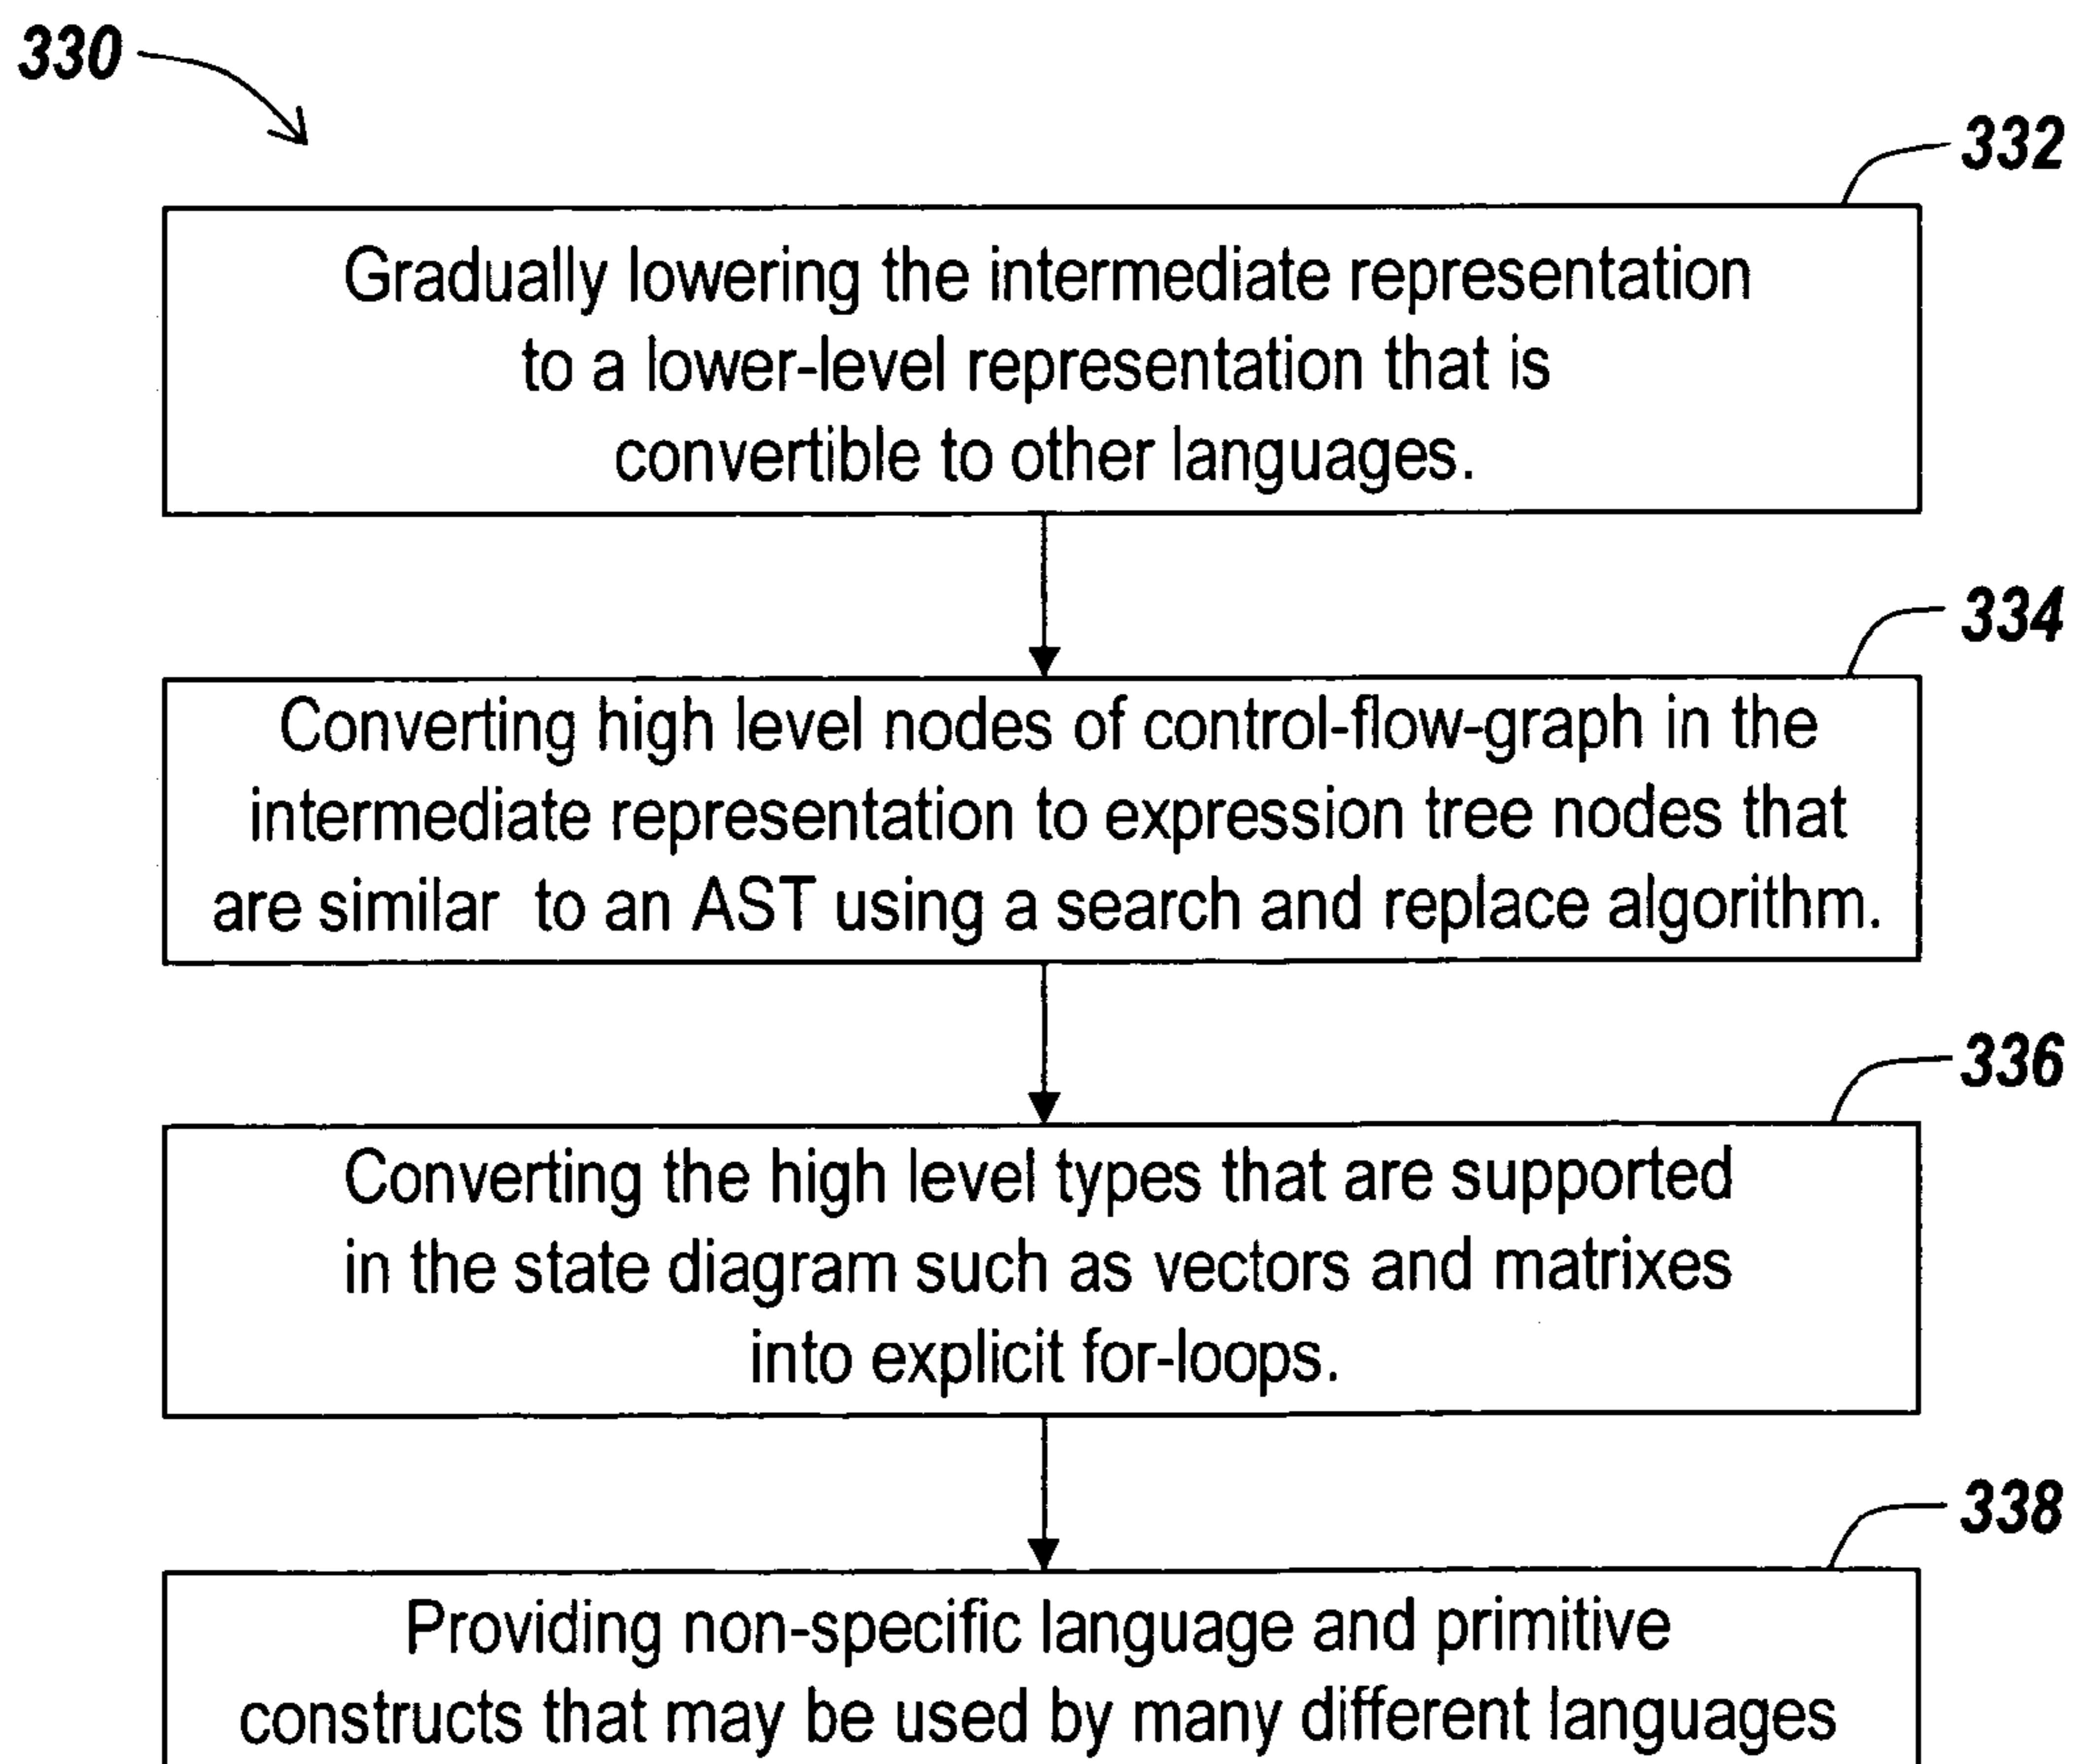 330
332
Gradually lowering the intermediate representation
to a lower-level representation that is
convertible to other languages.
334
Converting high level nodes of control-flow-graph in the
intermediate representation to expression tree nodes that
are similar to an AST using a search and replace algorithm.
336
Converting the high level types that are supported
in the state diagram such as vectors and matrixes
into explicit for-loops.
338
Providing non-specific language and primitive
constructs that may be used by many different languages